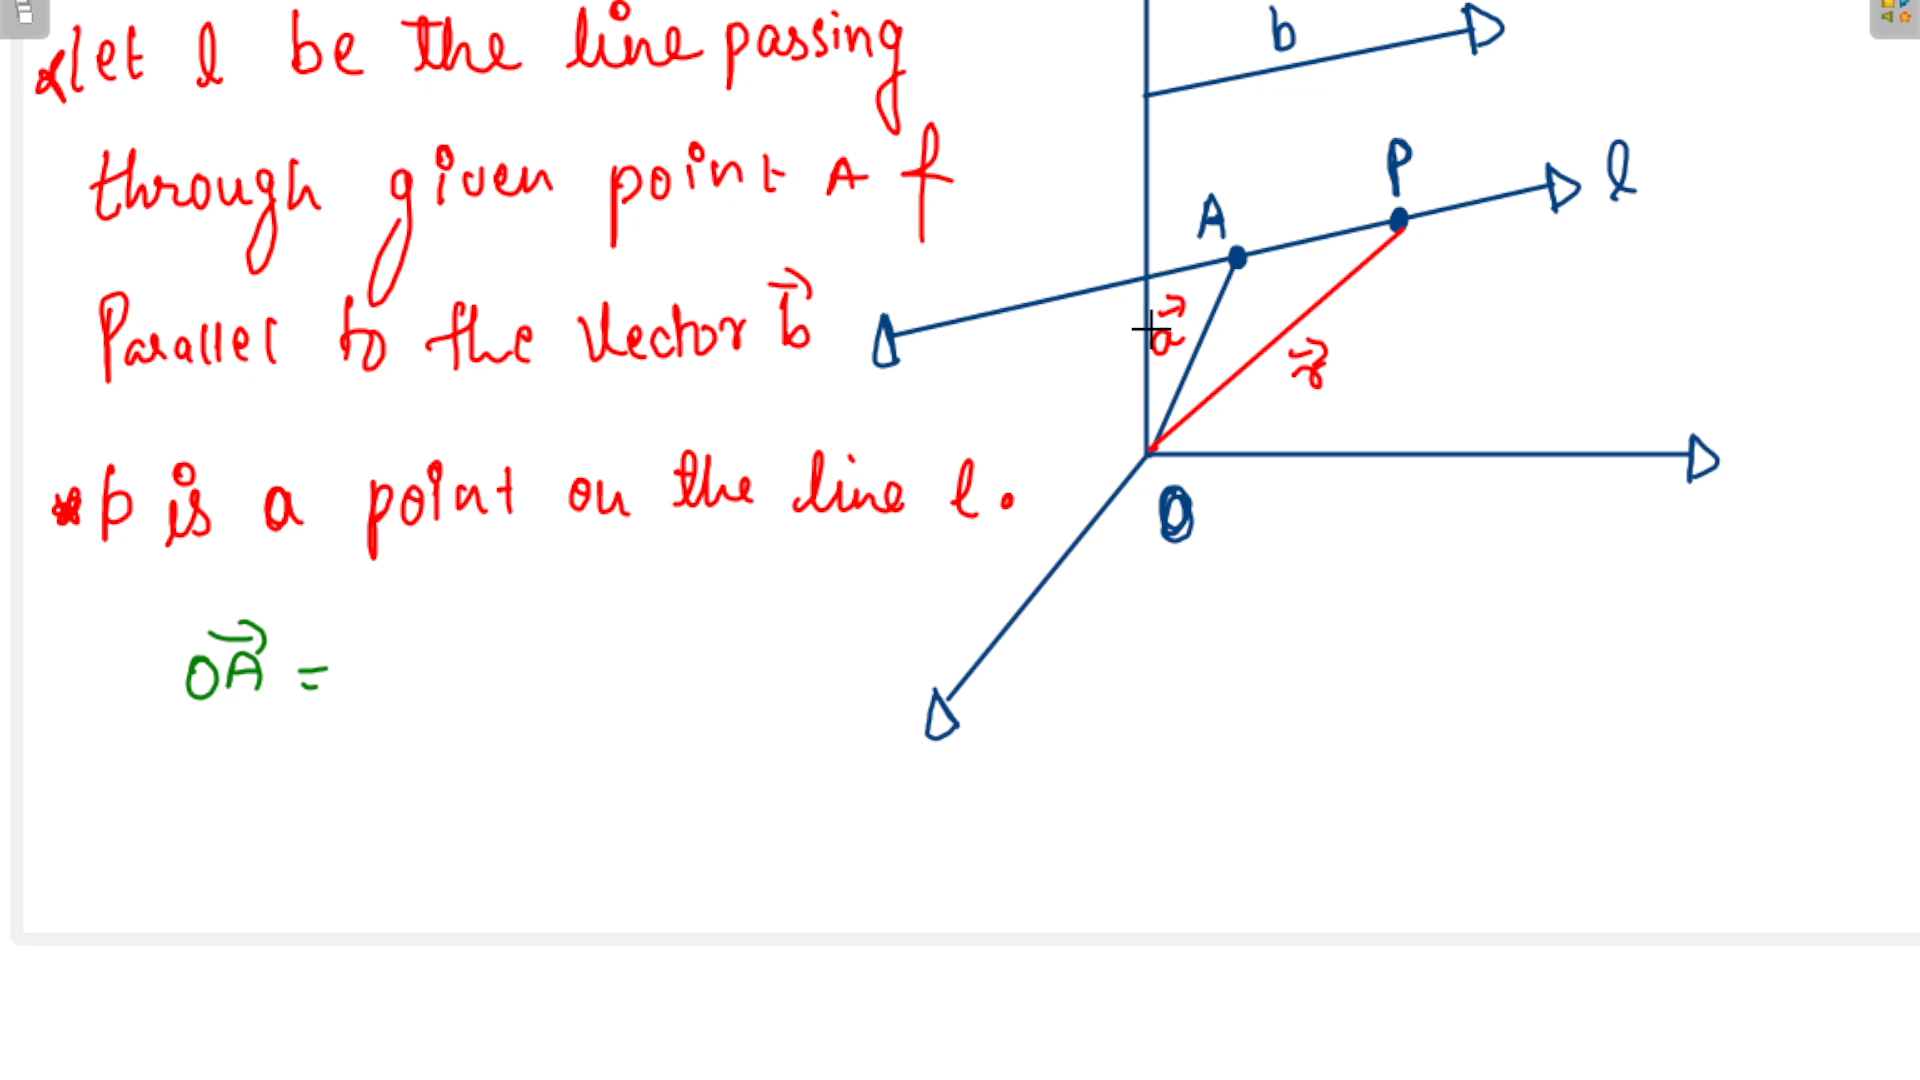 *let l be the line passing
through given point A &
Parallel to the vector b⃗
*p is a point on the line l.
OA⃗ =
b
P
l
A
a⃗
r⃗
O